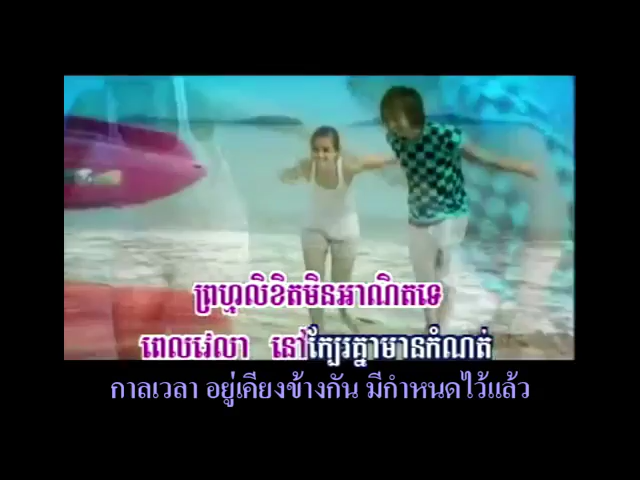 ព្រហ្មលិខិតមិនអាណិតទេ
ពេលវេលា នៅក្បែរគ្នាមានកំណត់
กาลเวลา อยู่เคียงข้างกัน มีกำหนดไว้แล้ว